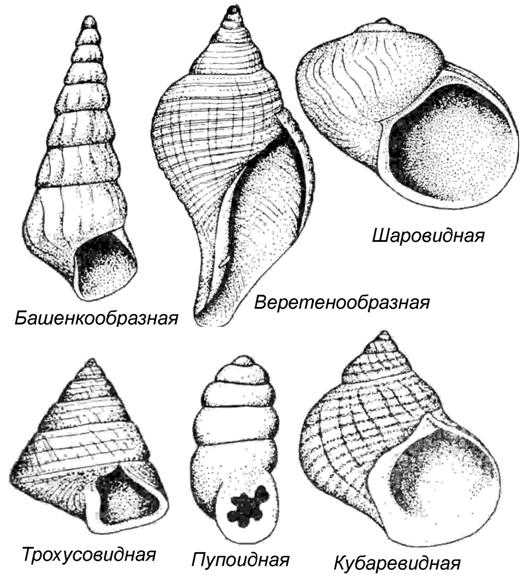 Шаровидная
Башенкообразная
Веретенообразная
Трохусовидная
Пупоидная
Кубаревидная